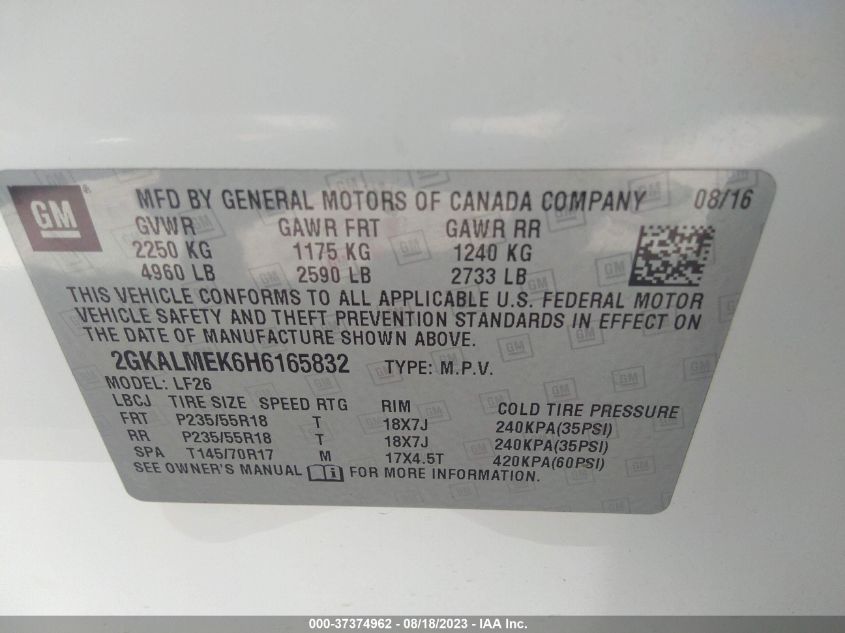 GM ®
MFD BY GENERAL MOTORS OF CANADA COMPANY 08/16
GVWR GAWR FRT GAWR RR
2250 KG 1175 KG 1240 KG
4960 LB 2590 LB 2733 LB
THIS VEHICLE CONFORMS TO ALL APPLICABLE U.S. FEDERAL MOTOR
VEHICLE SAFETY AND THEFT PREVENTION STANDARDS IN EFFECT ON
THE DATE OF MANUFACTURE SHOWN ABOVE.
2GKALMEK6H6165832 TYPE: M.P.V.
MODEL: LF26
LBCJ TIRE SIZE SPEED RTG RIM COLD TIRE PRESSURE
FRT P235/55R18 T 18X7J 240KPA(35PSI)
RR P235/55R18 T 18X7J 240KPA(35PSI)
SPA T145/70R17 M 17X4.5T 420KPA(60PSI)
SEE OWNER'S MANUAL FOR MORE INFORMATION.
000-37374962 - 08/18/2023 - IAA Inc.